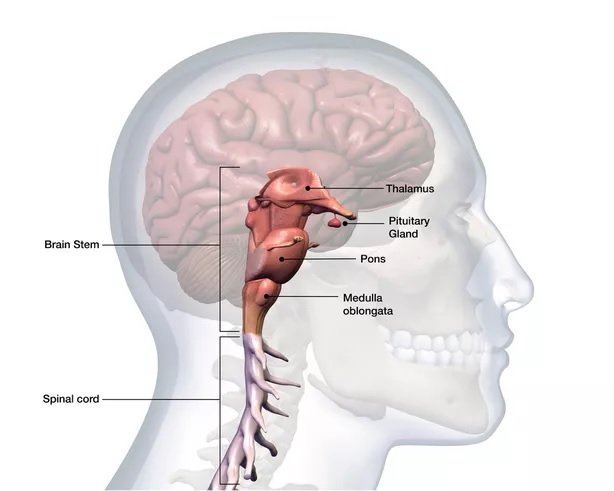 Thalamus
Pituitary
Gland
Brain Stem
Pons
Medulla
oblongata
Spinal cord